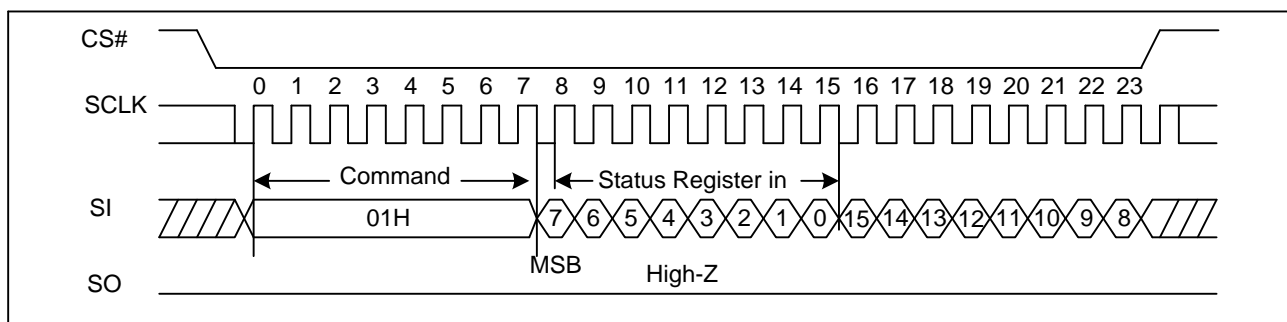 CS#
0 1 2 3 4 5 6 7 8 9 10 11 12 13 14 15 16 17 18 19 20 21 22 23
SCLK
Command Status Register in
SI 01H 7 6 5 4 3 2 1 0 15 14 13 12 11 10 9 8
MSB High-Z
SO